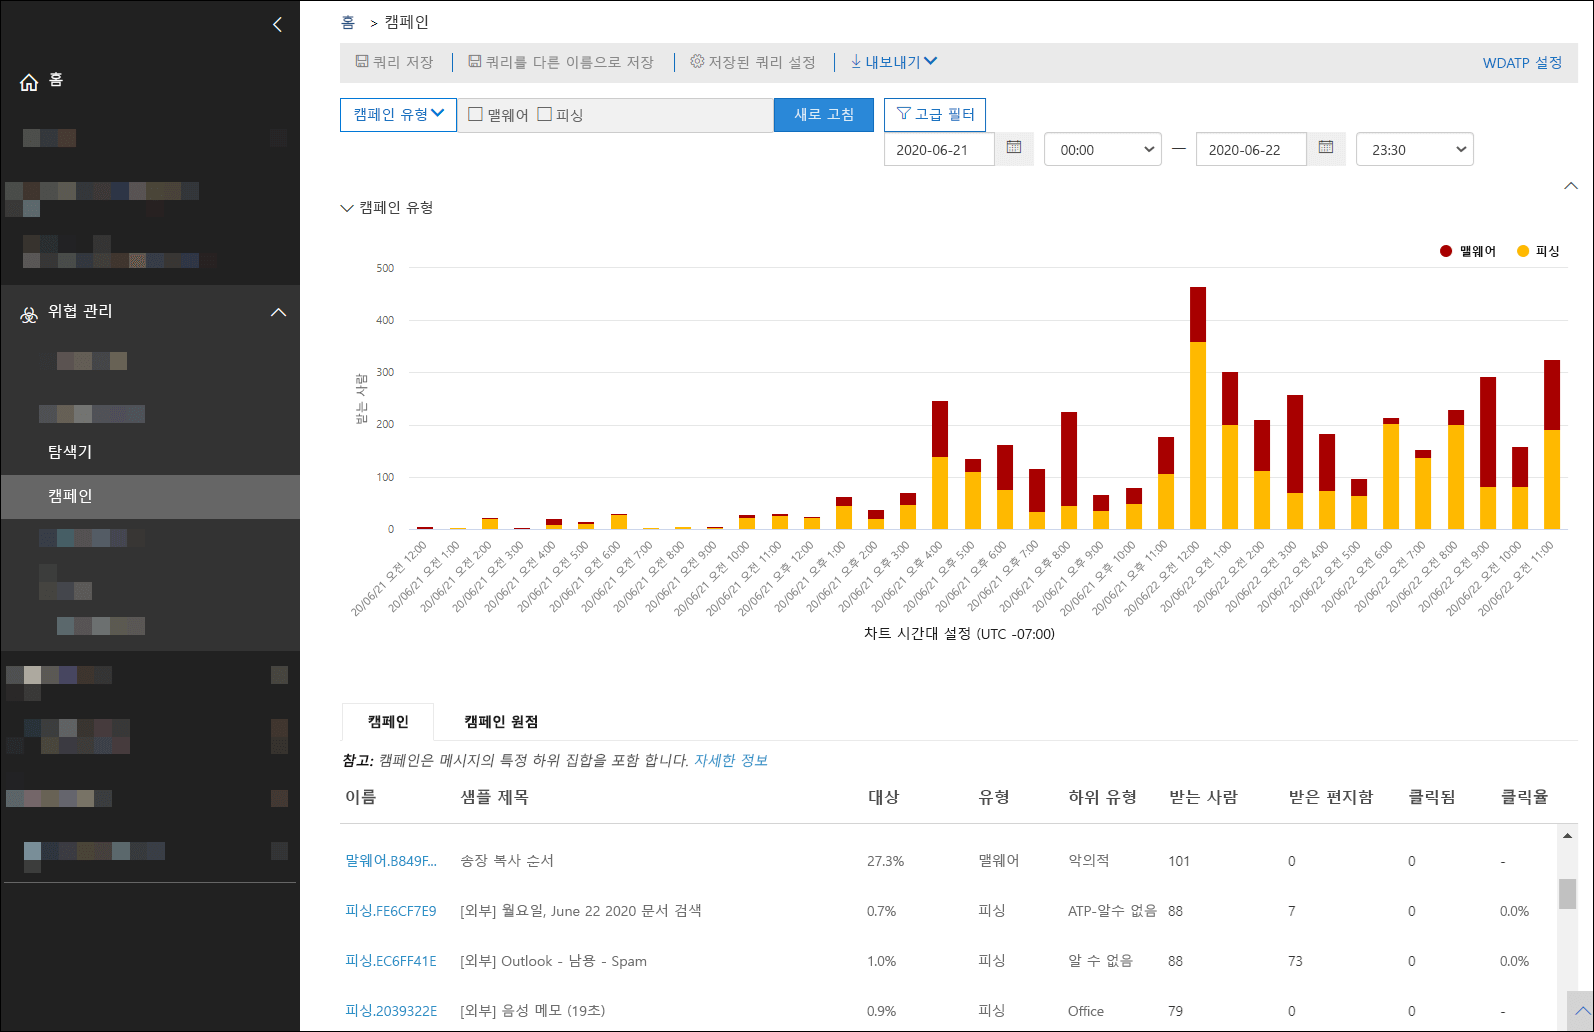 홈 > 캠페인
쿼리 저장 | 쿼리를 다른 이름으로 저장 | 저장된 쿼리 설정 | 내보내기 WDATP 설정
홈
캠페인 유형 맬웨어 피싱 새로 고침 고급 필터
2020-06-21 00:00 — 2020-06-22 23:30
캠페인 유형
맬웨어 피싱
위협 관리
탐색기
캠페인
받는 사람
500
400
300
200
100
0
20/06/21 오전 12:00
20/06/21 오전 1:00
20/06/21 오전 2:00
20/06/21 오전 3:00
20/06/21 오전 4:00
20/06/21 오전 5:00
20/06/21 오전 6:00
20/06/21 오전 7:00
20/06/21 오전 8:00
20/06/21 오전 9:00
20/06/21 오전 10:00
20/06/21 오전 11:00
20/06/21 오후 12:00
20/06/21 오후 1:00
20/06/21 오후 2:00
20/06/21 오후 3:00
20/06/21 오후 4:00
20/06/21 오후 5:00
20/06/21 오후 6:00
20/06/21 오후 7:00
20/06/21 오후 8:00
20/06/21 오후 9:00
20/06/21 오후 10:00
20/06/21 오후 11:00
20/06/22 오전 12:00
20/06/22 오전 1:00
20/06/22 오전 2:00
20/06/22 오전 3:00
20/06/22 오전 4:00
20/06/22 오전 5:00
20/06/22 오전 6:00
20/06/22 오전 7:00
20/06/22 오전 8:00
20/06/22 오전 9:00
20/06/22 오전 10:00
20/06/22 오전 11:00
차트 시간대 설정 (UTC -07:00)
캠페인 캠페인 원점
참고: 캠페인은 메시지의 특정 하위 집합을 포함 합니다. 자세한 정보
이름 샘플 제목 대상 유형 하위 유형 받는 사람 받은 편지함 클릭됨 클릭율
말웨어.B849F... 송장 복사 순서 27.3% 맬웨어 악의적 101 0 0 -
피싱.FE6CF7E9 [외부] 월요일, June 22 2020 문서 검색 0.7% 피싱 ATP-알수 없음 88 7 0 0.0%
피싱.EC6FF41E [외부] Outlook - 남용 - Spam 1.0% 피싱 알 수 없음 88 73 0 0.0%
피싱.2039322E [외부] 음성 메모 (19초) 0.9% 피싱 Office 79 0 0 -